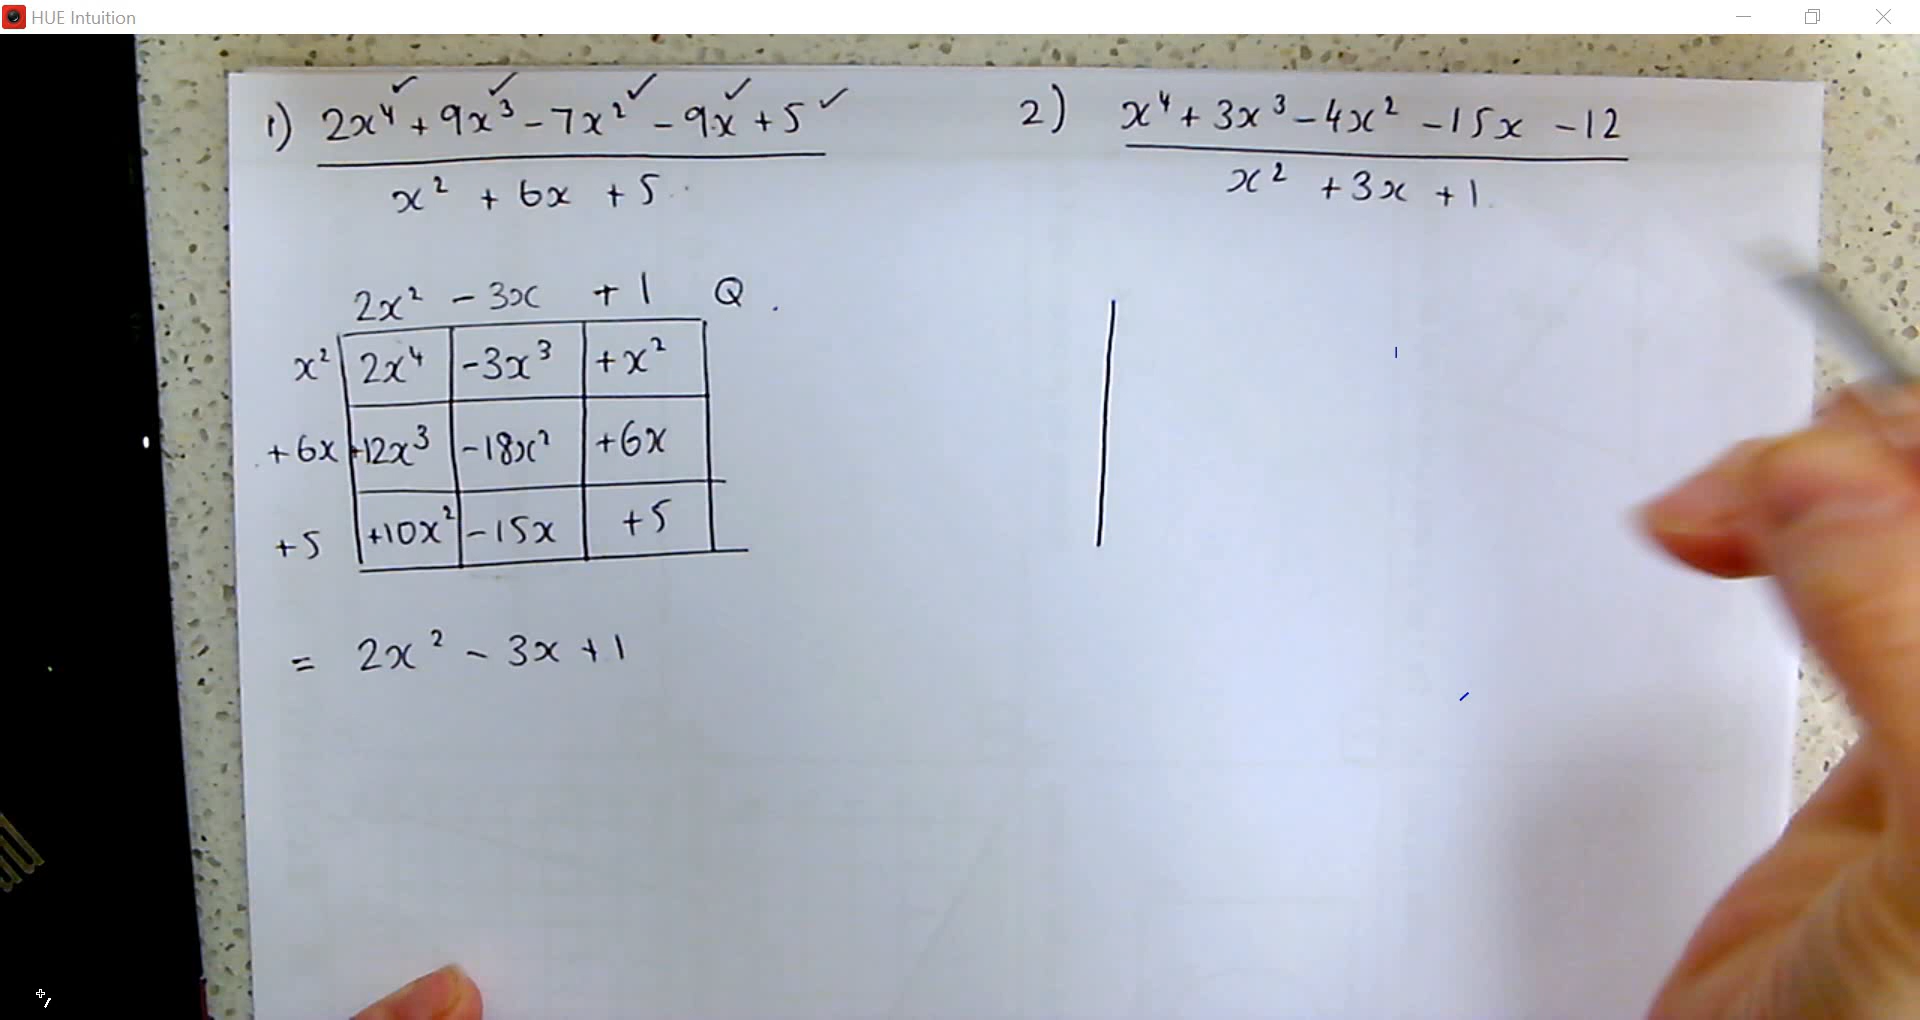 HUE Intuition
1) 2x⁴ + 9x³ - 7x² - 9x + 5
x² + 6x + 5
2x² - 3x + 1 Q
x² 2x⁴ -3x³ +x²
+6x +12x³ -18x² +6x
+5 +10x² -15x +5
= 2x² - 3x + 1
2) x⁴ + 3x³ - 4x² - 15x - 12
x² + 3x + 1